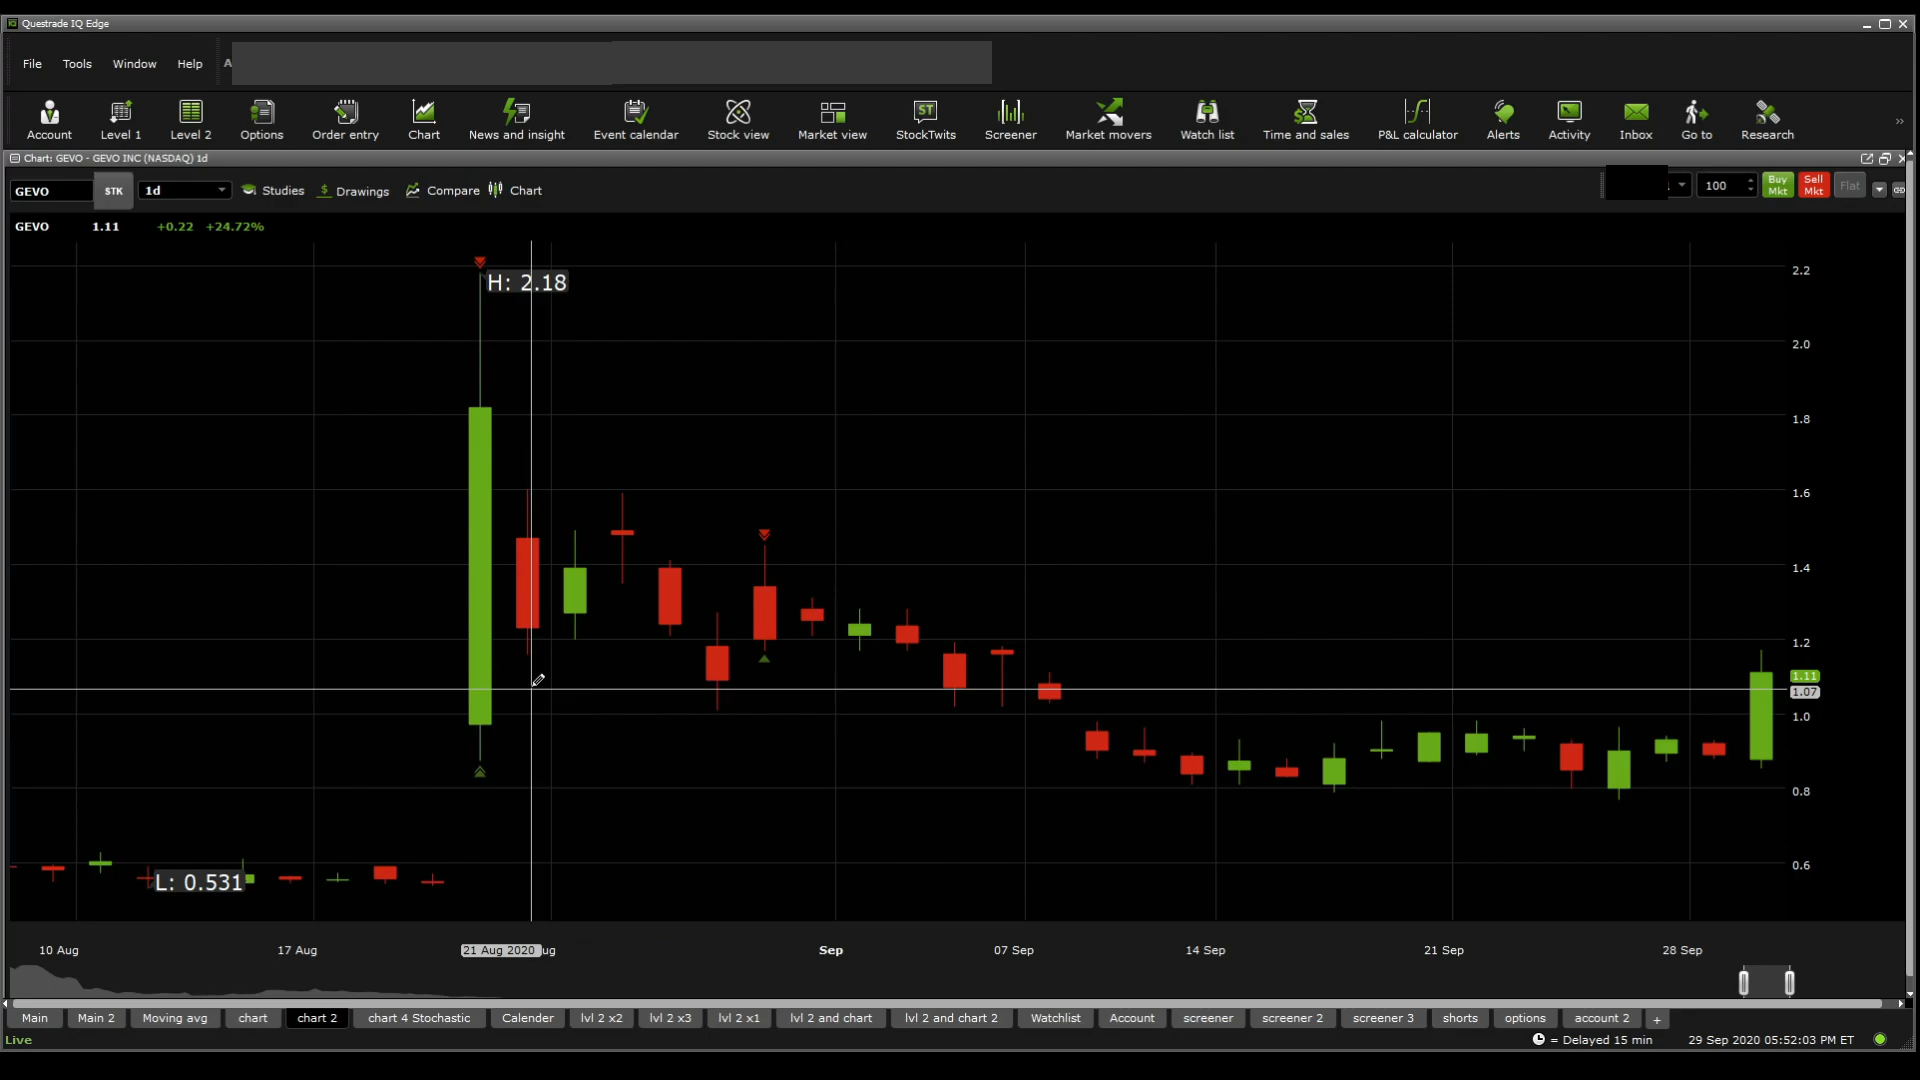 Questrade IQ Edge
File Tools Window Help A
Account Level 1 Level 2 Options Order entry Chart News and insight Event calendar Stock view Market view StockTwits Screener Market movers Watch list Time and sales P&L calculator Alerts Activity Inbox Go to Research
Chart: GEVO - GEVO INC (NASDAQ) 1d
GEVO STK 1d Studies Drawings Compare Chart 100 Buy Mkt Sell Mkt Flat
GEVO 1.11 +0.22 +24.72%
H: 2.18
2.2
2.0
1.8
1.6
1.4
1.2
1.11
1.07
1.0
0.8
0.6
L: 0.531
10 Aug 17 Aug 21 Aug 2020 ug Sep 07 Sep 14 Sep 21 Sep 28 Sep
Main Main 2 Moving avg chart chart 2 chart 4 Stochastic Calender lvl 2 x2 lvl 2 x3 lvl 2 x1 lvl 2 and chart lvl 2 and chart 2 Watchlist Account screener screener 2 screener 3 shorts options account 2 +
Live = Delayed 15 min 29 Sep 2020 05:52:03 PM ET